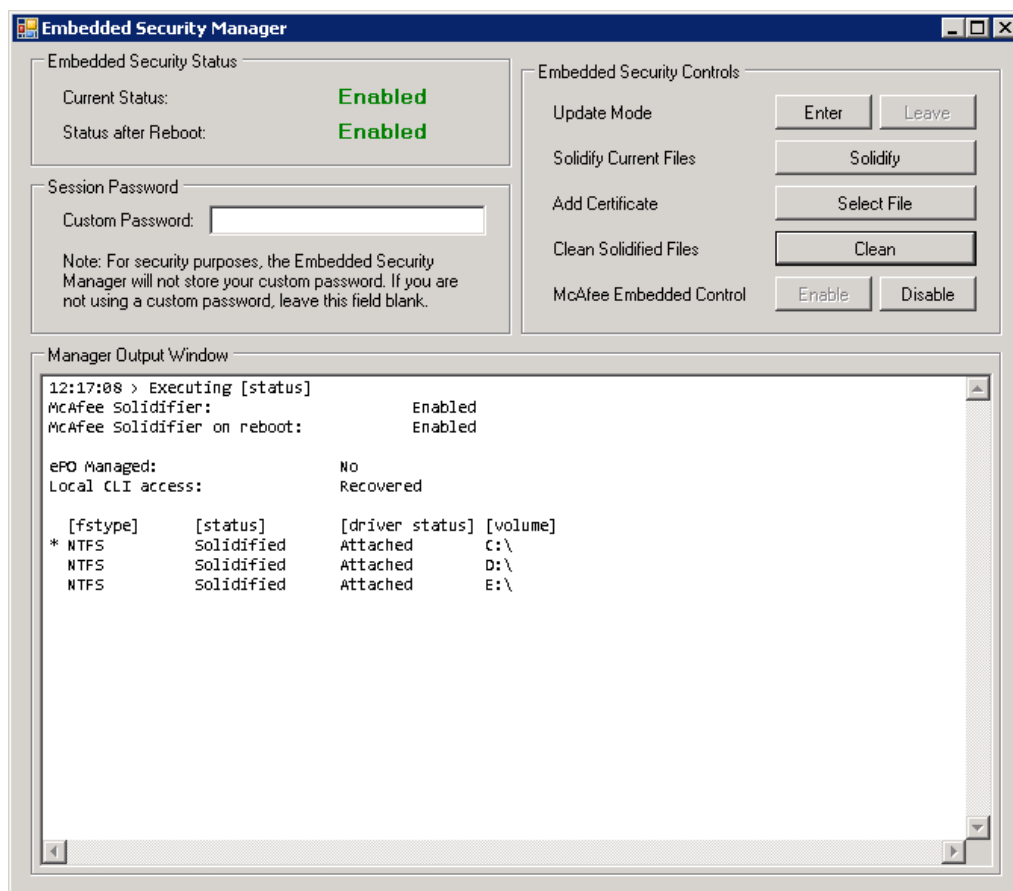 Embedded Security Manager
Embedded Security Status
Current Status: Enabled
Status after Reboot: Enabled
Session Password
Custom Password:
Note: For security purposes, the Embedded Security
Manager will not store your custom password. If you are
not using a custom password, leave this field blank.
Embedded Security Controls
Update Mode Enter Leave
Solidify Current Files Solidify
Add Certificate Select File
Clean Solidified Files Clean
McAfee Embedded Control Enable Disable
Manager Output Window
12:17:08 > Executing [status]
McAfee Solidifier: Enabled
McAfee Solidifier on reboot: Enabled
ePO Managed: No
Local CLI access: Recovered
[fstype] [status] [driver status] [volume]
* NTFS Solidified Attached C:\
NTFS Solidified Attached D:\
NTFS Solidified Attached E:\